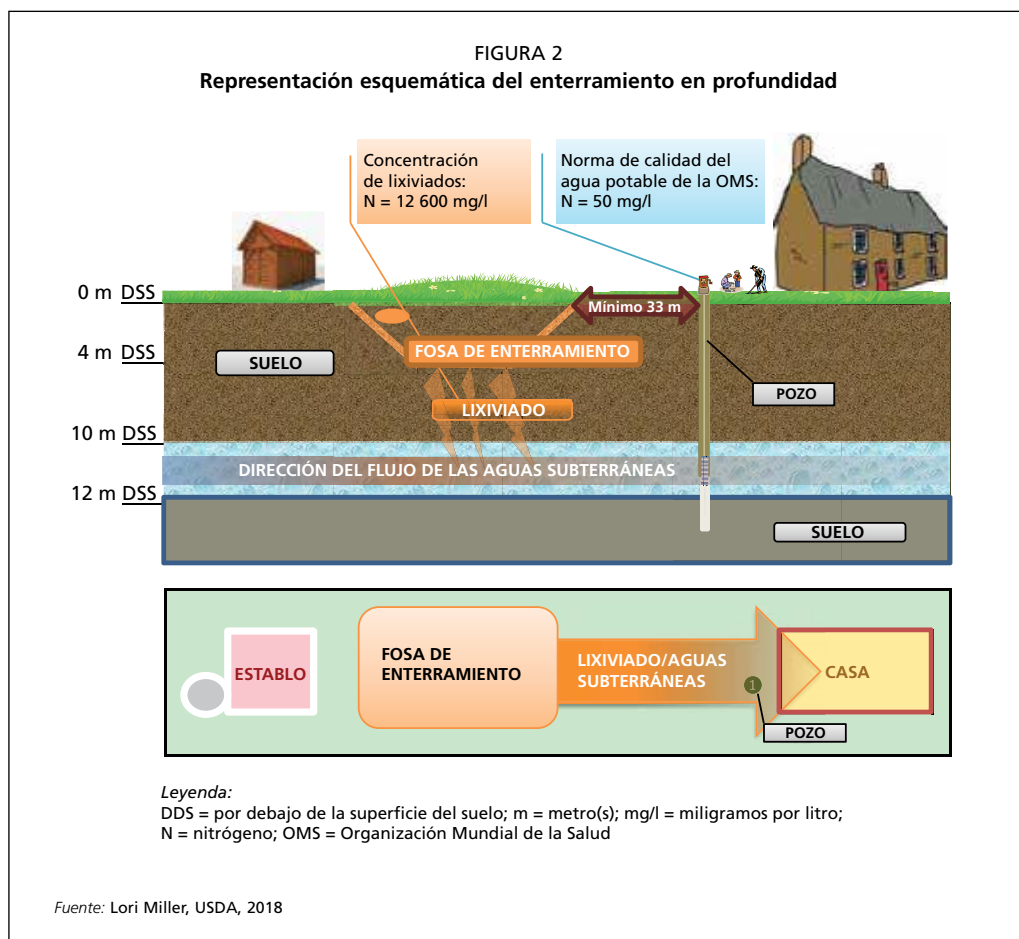 FIGURA 2
Representación esquemática del enterramiento en profundidad
Concentración
de lixiviados:
N = 12 600 mg/l
Norma de calidad del
agua potable de la OMS:
N = 50 mg/l
0 m DSS
Mínimo 33 m
FOSA DE ENTERRAMIENTO
4 m DSS
SUELO
POZO
LIXIVIADO
10 m DSS
DIRECCIÓN DEL FLUJO DE LAS AGUAS SUBTERRÁNEAS
12 m DSS
SUELO
ESTABLO
FOSA DE
ENTERRAMIENTO
LIXIVIADO/AGUAS
SUBTERRÁNEAS
1
CASA
POZO
Leyenda:
DDS = por debajo de la superficie del suelo; m = metro(s); mg/l = miligramos por litro;
N = nitrógeno; OMS = Organización Mundial de la Salud
Fuente: Lori Miller, USDA, 2018